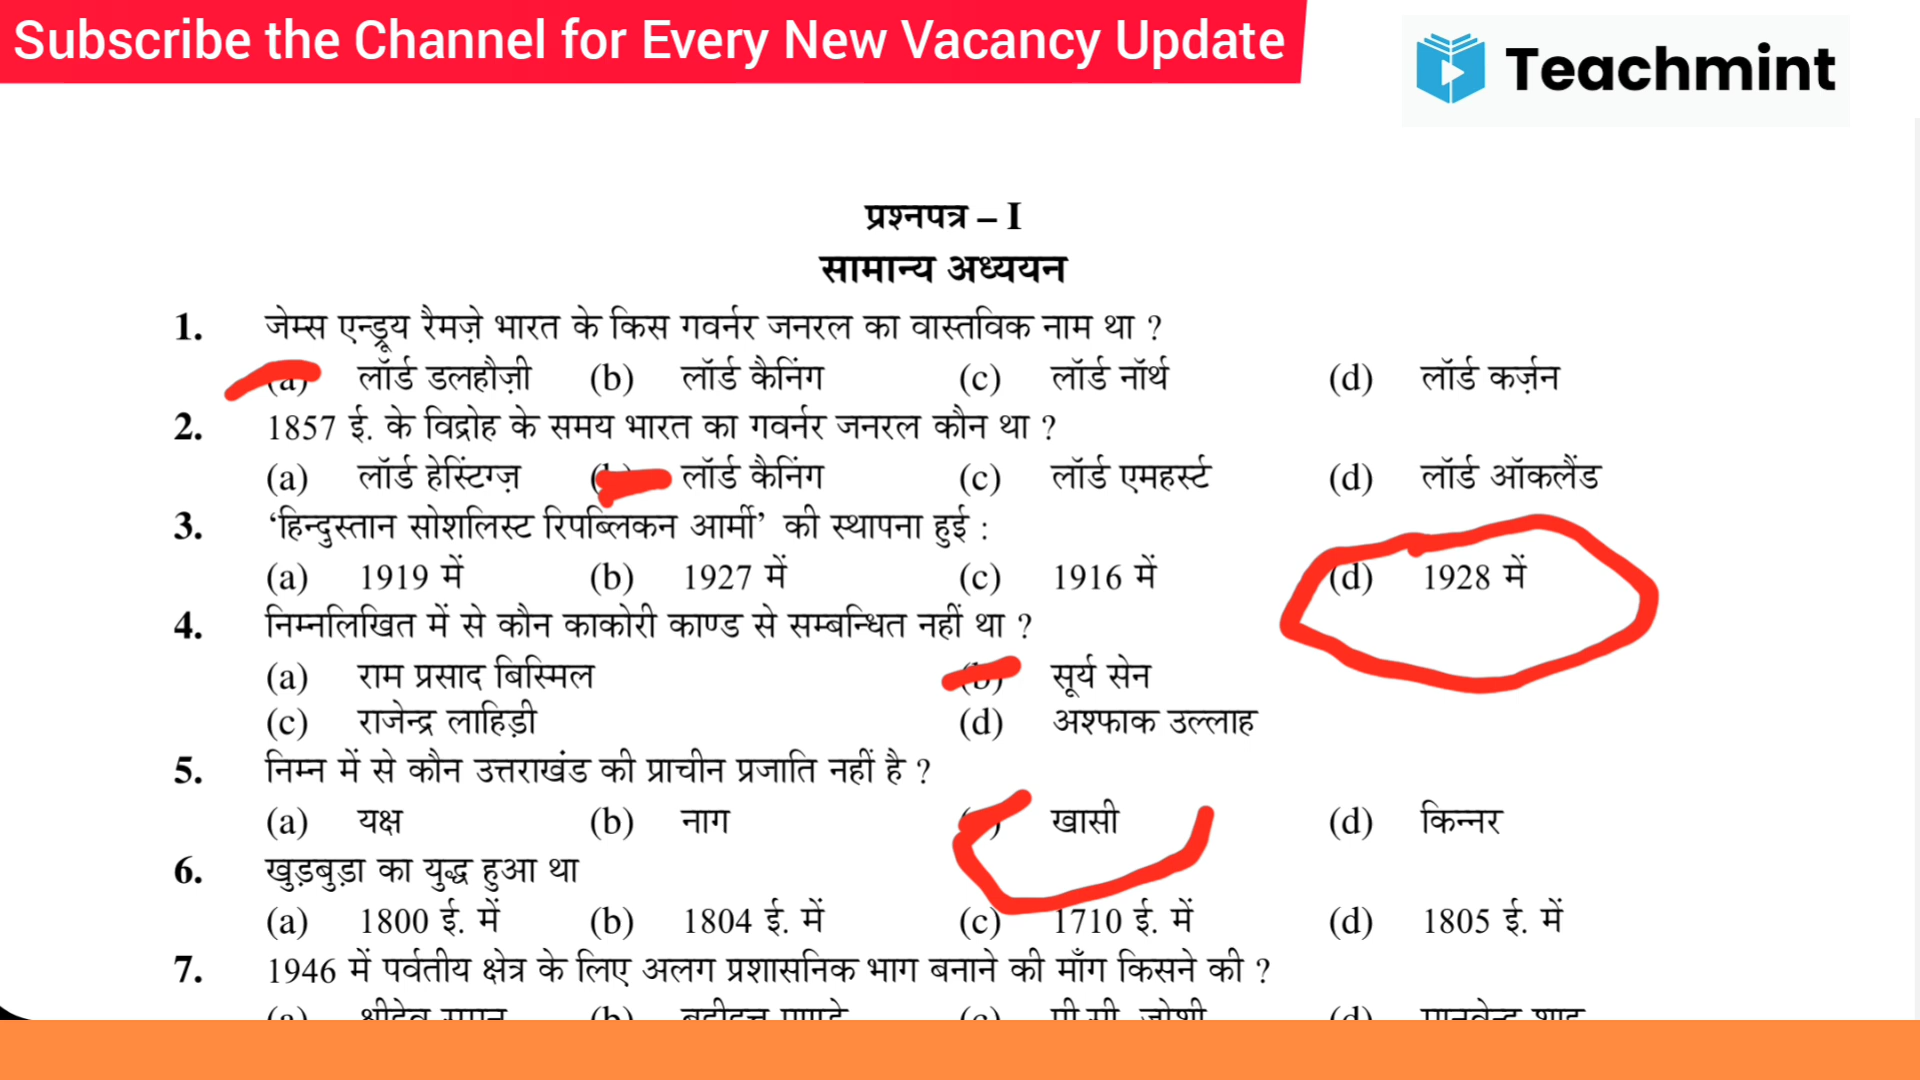 Subscribe the Channel for Every New Vacancy Update
Teachmint
प्रश्नपत्र – I
सामान्य अध्ययन
1. जेम्स एन्ड्रूय रैमज़े भारत के किस गवर्नर जनरल का वास्तविक नाम था ?
(a) लॉर्ड डलहौज़ी (b) लॉर्ड कैनिंग (c) लॉर्ड नॉर्थ (d) लॉर्ड कर्ज़न
2. 1857 ई. के विद्रोह के समय भारत का गवर्नर जनरल कौन था ?
(a) लॉर्ड हेस्टिंग्ज़ लॉर्ड कैनिंग (c) लॉर्ड एमहर्स्ट (d) लॉर्ड ऑकलैंड
3. ‘हिन्दुस्तान सोशलिस्ट रिपब्लिकन आर्मी’ की स्थापना हुई :
(a) 1919 में (b) 1927 में (c) 1916 में (d) 1928 में
4. निम्नलिखित में से कौन काकोरी काण्ड से सम्बन्धित नहीं था ?
(a) राम प्रसाद बिस्मिल (b) सूर्य सेन
(c) राजेन्द्र लाहिड़ी (d) अश्फाक उल्लाह
5. निम्न में से कौन उत्तराखंड की प्राचीन प्रजाति नहीं है ?
(a) यक्ष (b) नाग खासी (d) किन्नर
6. खुड़बुड़ा का युद्ध हुआ था
(a) 1800 ई. में (b) 1804 ई. में (c) 1710 ई. में (d) 1805 ई. में
7. 1946 में पर्वतीय क्षेत्र के लिए अलग प्रशासनिक भाग बनाने की माँग किसने की ?